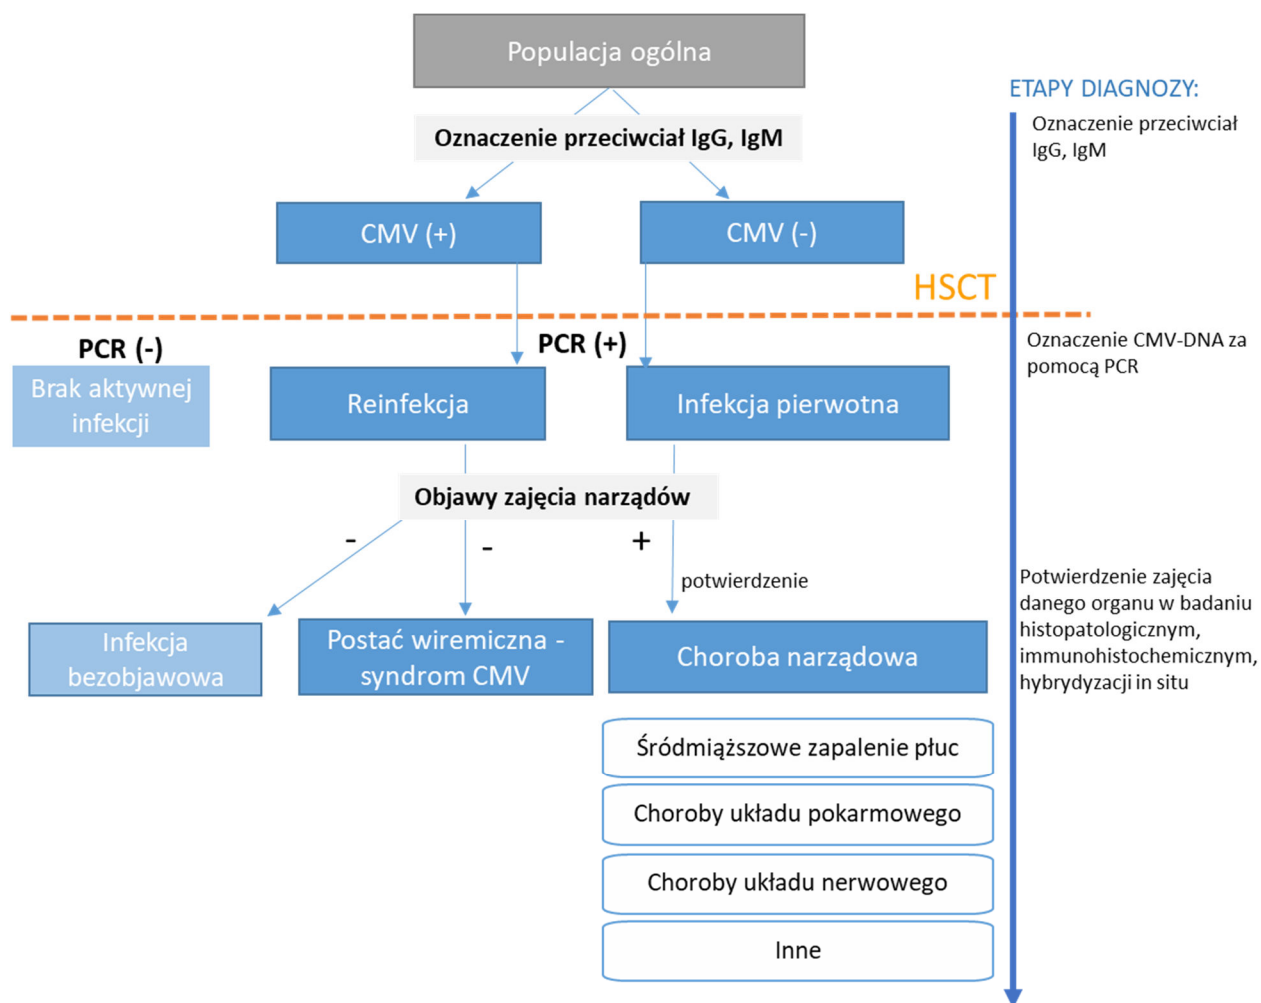 Populacja ogólna
ETAPY DIAGNOZY:
Oznaczenie przeciwciał IgG, IgM
Oznaczenie przeciwciał
IgG, IgM
CMV (+)
CMV (-)
HSCT
PCR (-)
PCR (+)
Oznaczenie CMV-DNA za
pomocą PCR
Brak aktywnej
infekcji
Reinfekcja
Infekcja pierwotna
Objawy zajęcia narządów
-
-
+
potwierdzenie
Potwierdzenie zajęcia
danego organu w badaniu
histopatologicznym,
immunohistochemicznym,
hybrydyzacji in situ
Infekcja
bezobjawowa
Postać wiremiczna -
syndrom CMV
Choroba narządowa
Śródmiąższowe zapalenie płuc
Choroby układu pokarmowego
Choroby układu nerwowego
Inne